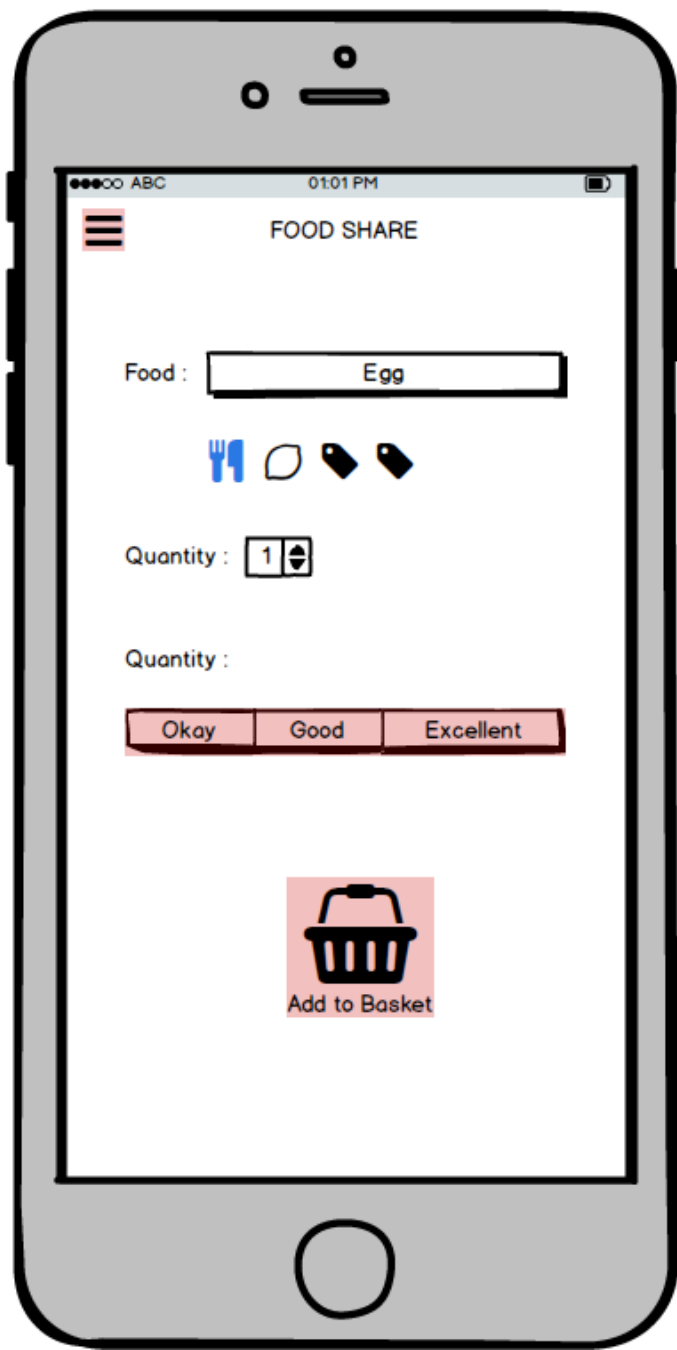 ABC 01:01 PM
FOOD SHARE
Food : Egg
Quantity : 1
Quantity :
Okay Good Excellent
Add to Basket